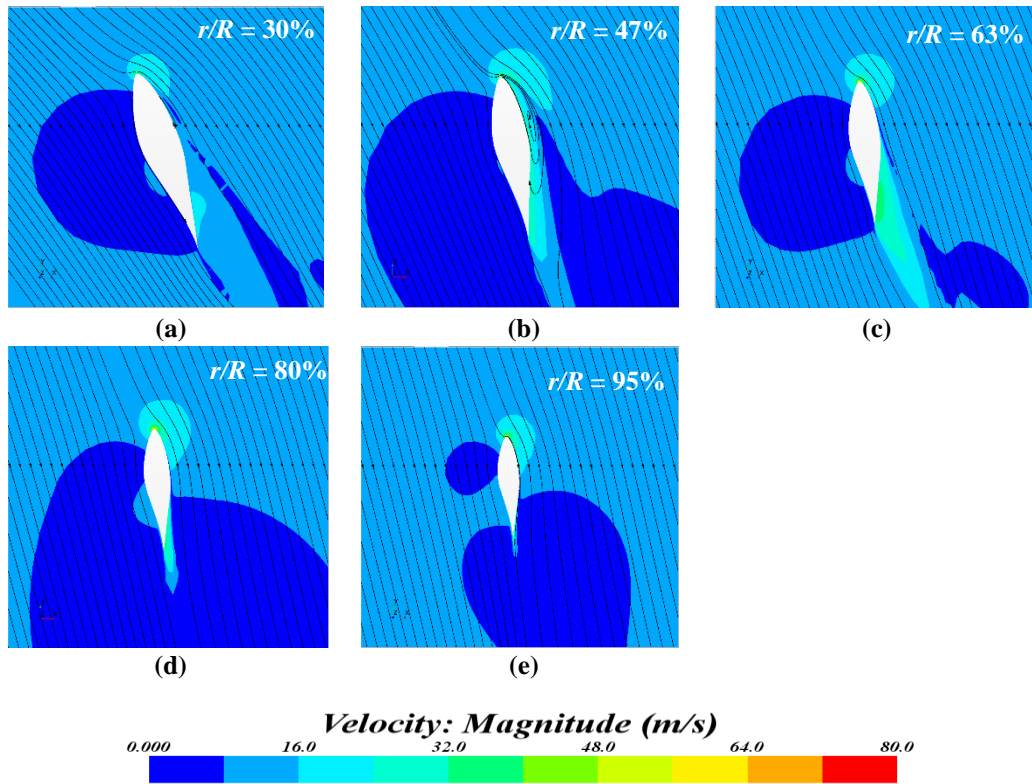 r/R = 30%
r/R = 47%
r/R = 63%
(a)
(b)
(c)
r/R = 80%
r/R = 95%
(d)
(e)
Velocity: Magnitude (m/s)
0.000 16.0 32.0 48.0 64.0 80.0